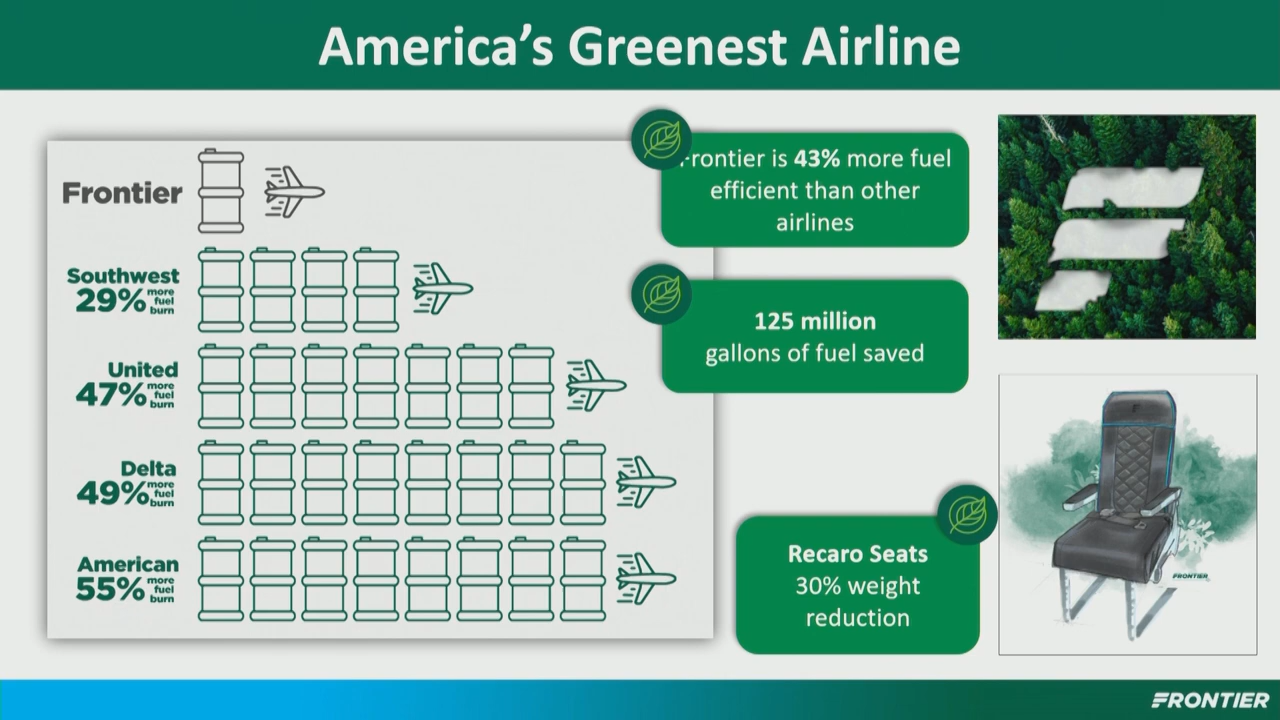 America's Greenest Airline
Frontier
Southwest
29% more fuel burn
United
47% more fuel burn
Delta
49% more fuel burn
American
55% more fuel burn
Frontier is 43% more fuel
efficient than other
airlines
125 million
gallons of fuel saved
Recaro Seats
30% weight
reduction
F
FRONTIER
FRONTIER